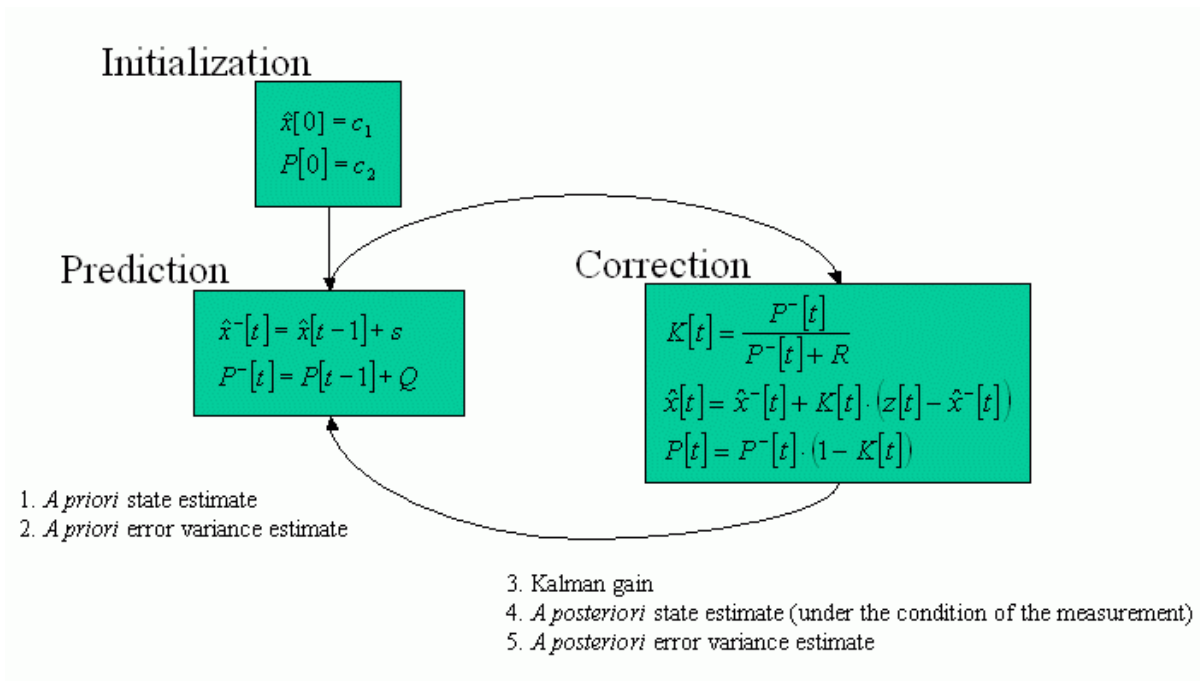 Initialization
x̂[0] = c₁
P[0] = c₂
Prediction
x̂⁻[t] = x̂[t − 1] + s
P⁻[t] = P[t − 1] + Q
1. A priori state estimate
2. A priori error variance estimate
Correction
K[t] = P⁻[t] / (P⁻[t] + R)
x̂[t] = x̂⁻[t] + K[t] · (z[t] − x̂⁻[t])
P[t] = P⁻[t] · (1 − K[t])
3. Kalman gain
4. A posteriori state estimate (under the condition of the measurement)
5. A posteriori error variance estimate